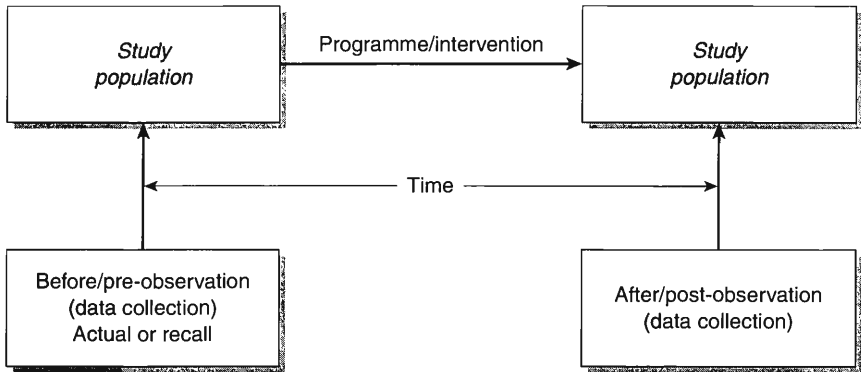 Study
population
Programme/intervention
Study
population
Time
Before/pre-observation
(data collection)
Actual or recall
After/post-observation
(data collection)